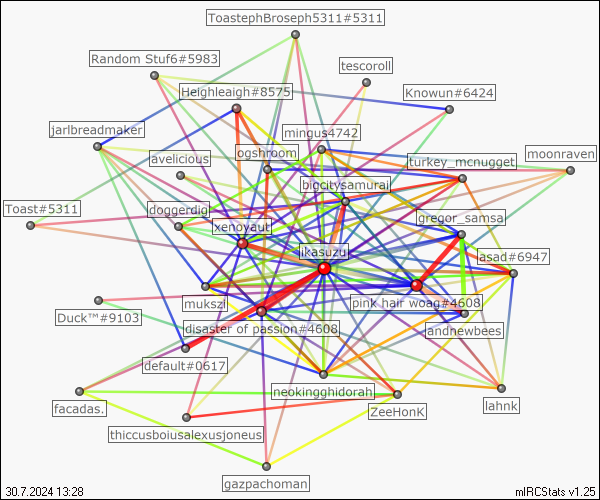 ToastephBroseph5311#5311
Random Stuf6#5983
tescoroll
Heighleaigh#8575
Knowun#6424
jarlbreadmaker
mingus4742
avelicious
ogshroom
turkey_mcnugget
moonraven
bigcitysamurai
Toast#5311
doggerdigi
gregor_samsa
xenoyaut
ikasuzu
lasad#6947
mukszi
pink hair woag#4608
Duck™#9103
disaster of passion#4608
andnewbees
default#0617
neokingghidorah
facadas.
ZeeHonK
lahnk
thiccusboiusalexusjoneus
gazpachoman
30.7.2024 13:28
mIRCStats v1.25